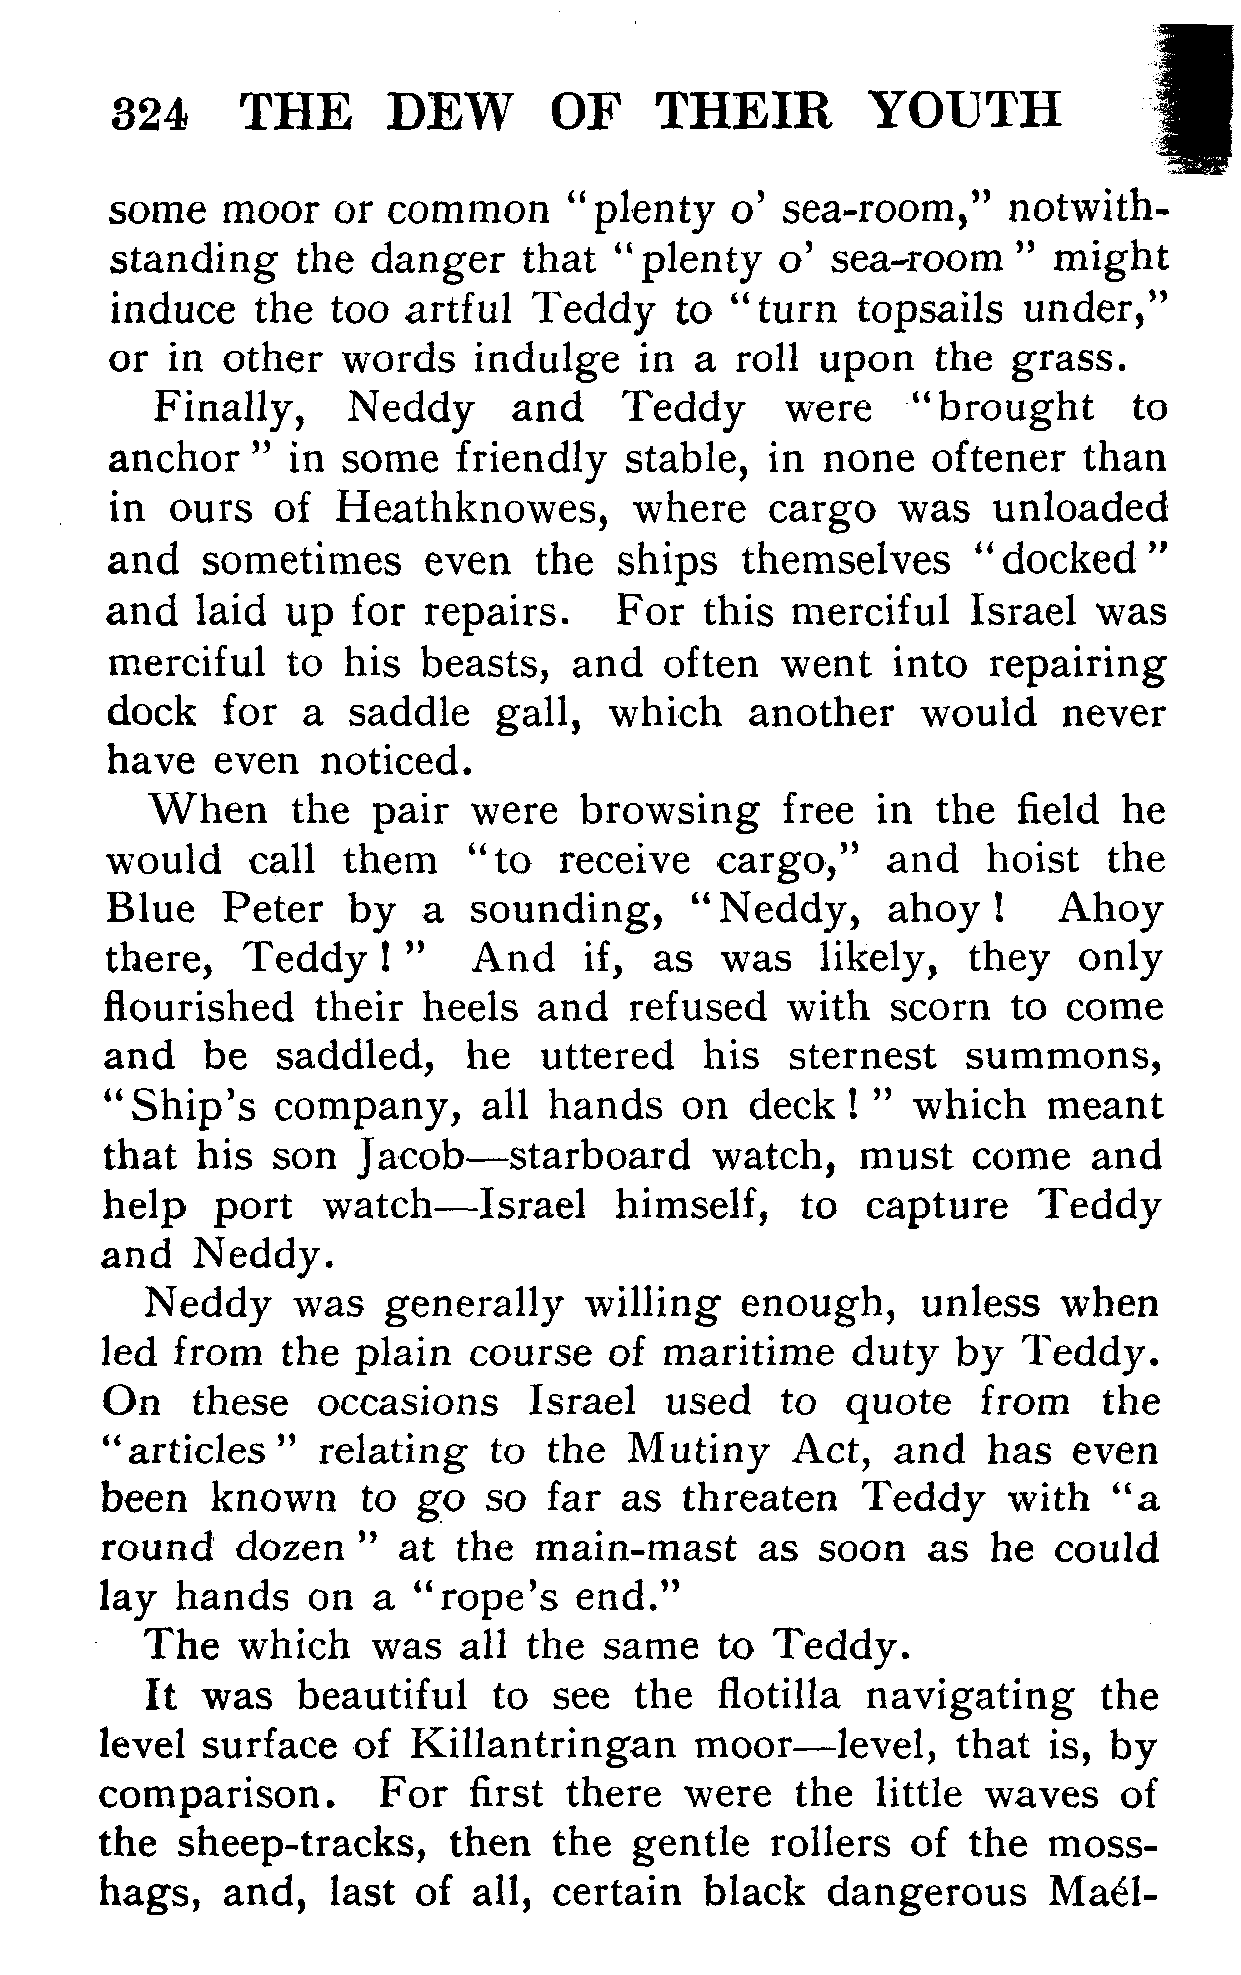 324 THE DEW OF THEIR YOUTH
some moor or common "plenty o' sea-room," notwith-
standing the danger that "plenty o' sea-room" might
induce the too artful Teddy to "turn topsails under,"
or in other words indulge in a roll upon the grass.
Finally, Neddy and Teddy were "brought to
anchor" in some friendly stable, in none oftener than
in ours of Heathknowes, where cargo was unloaded
and sometimes even the ships themselves "docked"
and laid up for repairs. For this merciful Israel was
merciful to his beasts, and often went into repairing
dock for a saddle gall, which another would never
have even noticed.
When the pair were browsing free in the field he
would call them "to receive cargo," and hoist the
Blue Peter by a sounding, "Neddy, ahoy! Ahoy
there, Teddy!" And if, as was likely, they only
flourished their heels and refused with scorn to come
and be saddled, he uttered his sternest summons,
"Ship's company, all hands on deck!" which meant
that his son Jacob—starboard watch, must come and
help port watch—Israel himself, to capture Teddy
and Neddy.
Neddy was generally willing enough, unless when
led from the plain course of maritime duty by Teddy.
On these occasions Israel used to quote from the
"articles" relating to the Mutiny Act, and has even
been known to go so far as threaten Teddy with "a
round dozen" at the main-mast as soon as he could
lay hands on a "rope's end."
The which was all the same to Teddy.
It was beautiful to see the flotilla navigating the
level surface of Killantringan moor—level, that is, by
comparison. For first there were the little waves of
the sheep-tracks, then the gentle rollers of the moss-
hags, and, last of all, certain black dangerous Maél-